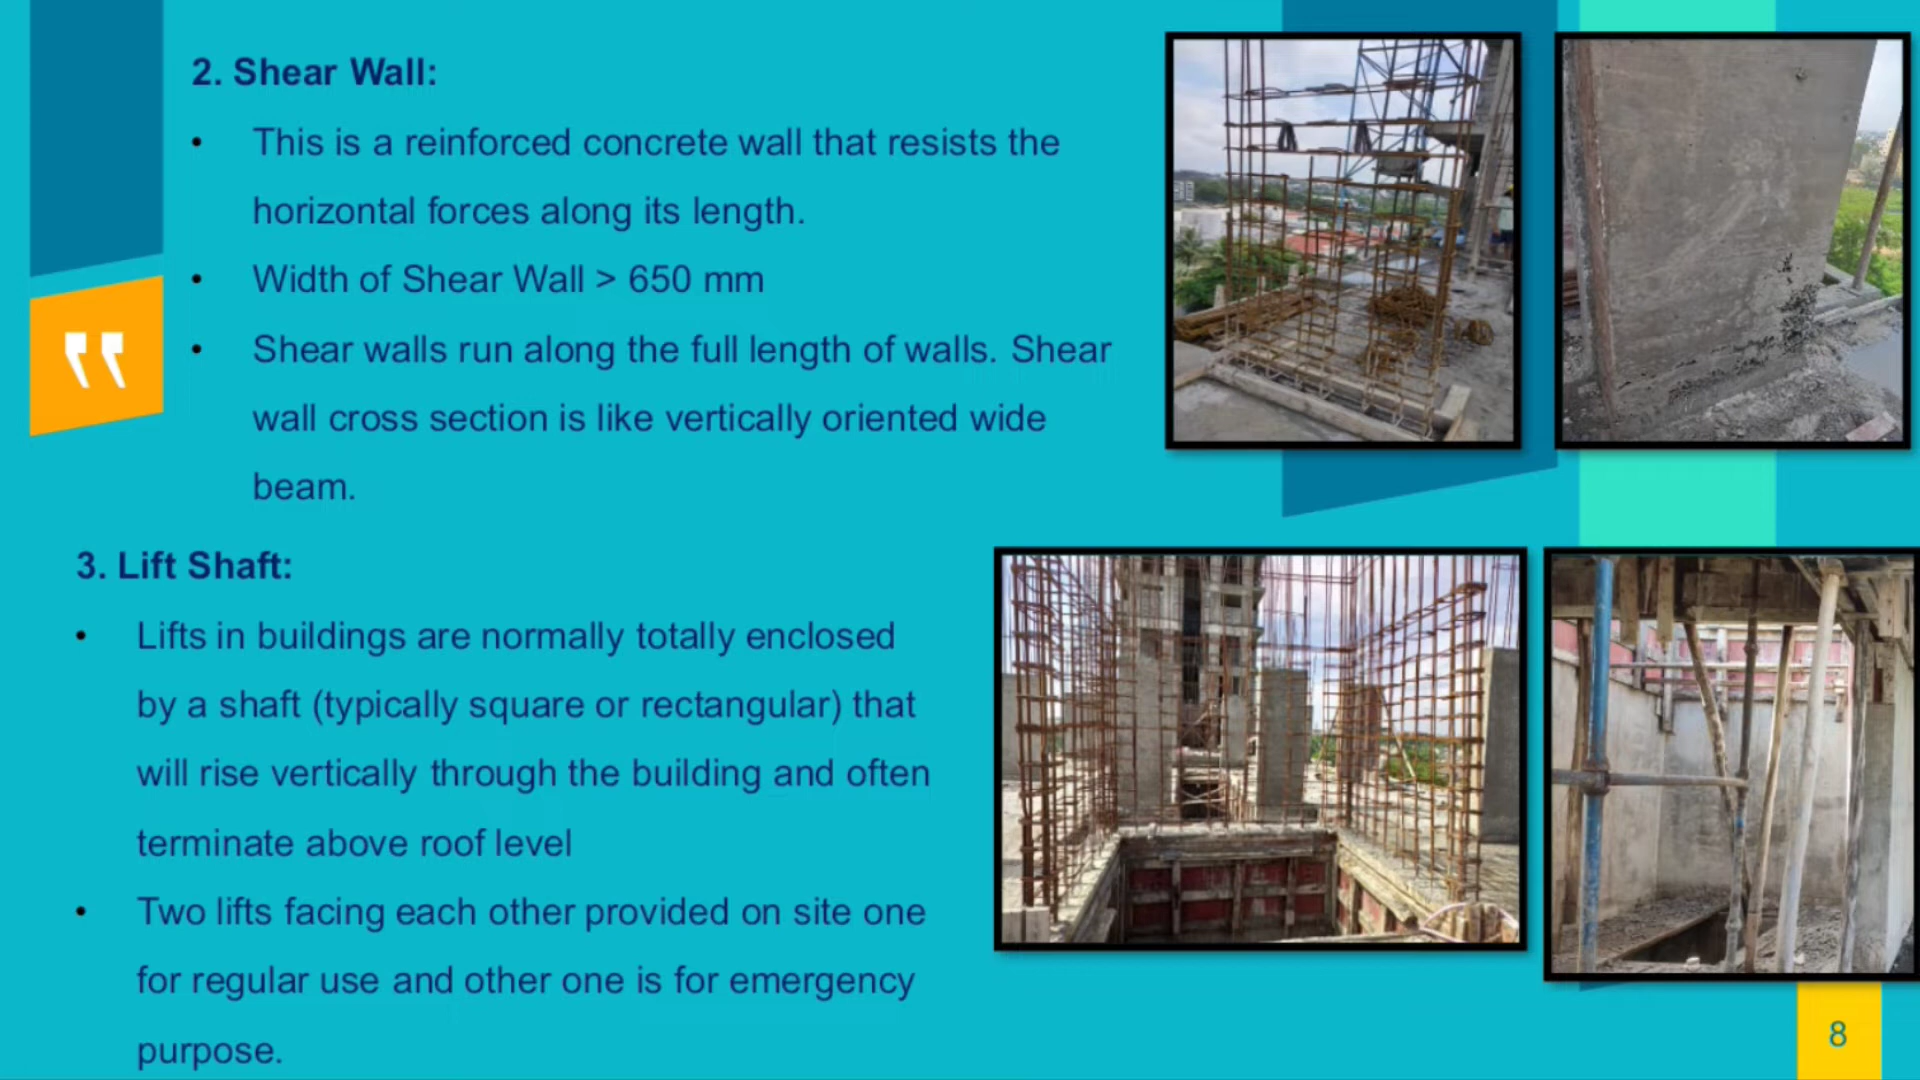 2. Shear Wall:
• This is a reinforced concrete wall that resists the
horizontal forces along its length.
• Width of Shear Wall > 650 mm
• Shear walls run along the full length of walls. Shear
wall cross section is like vertically oriented wide
beam.
3. Lift Shaft:
• Lifts in buildings are normally totally enclosed
by a shaft (typically square or rectangular) that
will rise vertically through the building and often
terminate above roof level
• Two lifts facing each other provided on site one
for regular use and other one is for emergency
purpose.
8